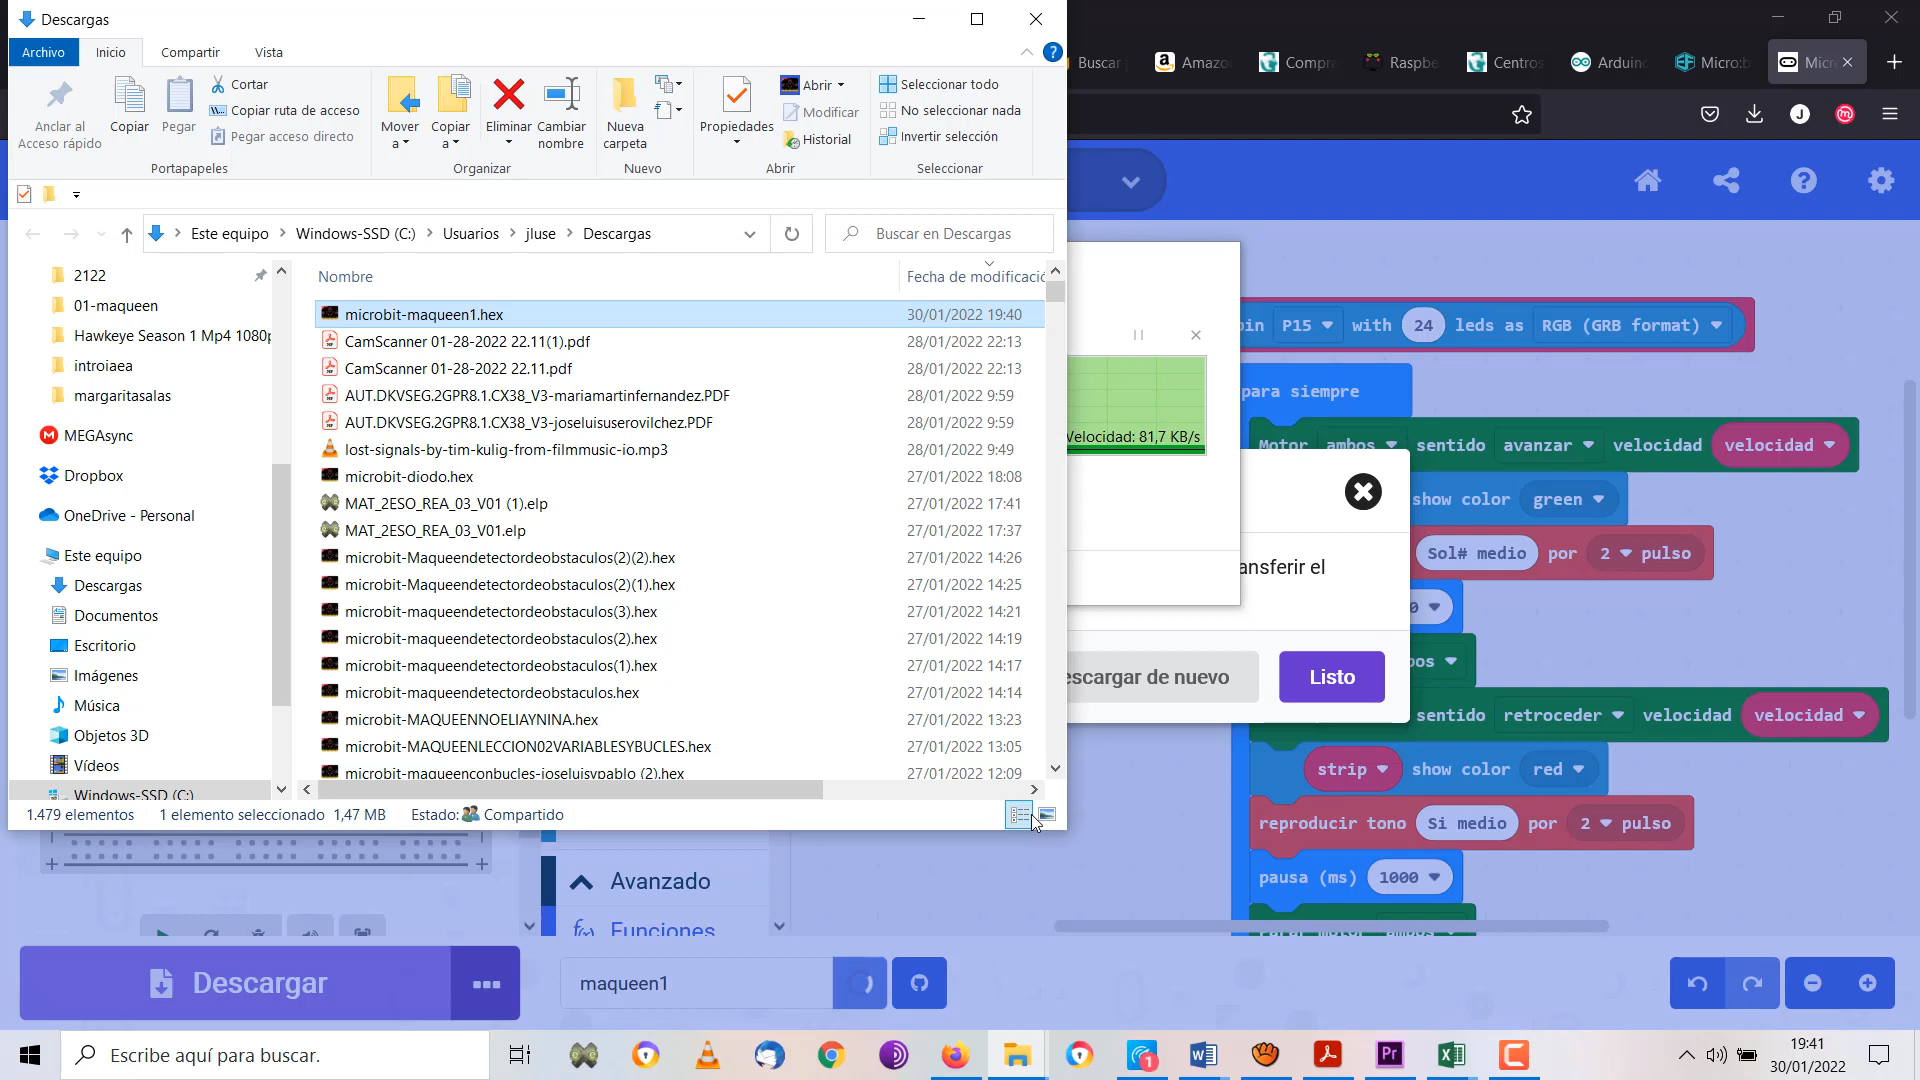 Descargas
Archivo Inicio Compartir Vista
Anclar al Acceso rápido
Copiar
Pegar
Cortar
Copiar ruta de acceso
Pegar acceso directo
Portapapeles
Mover a
Copiar a
Eliminar
Cambiar nombre
Organizar
Nueva carpeta
Nuevo
Propiedades
Abrir
Modificar
Historial
Abrir
Seleccionar todo
No seleccionar nada
Invertir selección
Seleccionar
Este equipo > Windows-SSD (C:) > Usuarios > jluse > Descargas
Buscar en Descargas
2122
01-maqueen
Hawkeye Season 1 Mp4 1080p
introiaea
margaritasalas
MEGAsync
Dropbox
OneDrive - Personal
Este equipo
Descargas
Documentos
Escritorio
Imágenes
Música
Objetos 3D
Vídeos
Windows-SSD (C:)
Nombre Fecha de modificació
microbit-maqueen1.hex 30/01/2022 19:40
CamScanner 01-28-2022 22.11(1).pdf 28/01/2022 22:13
CamScanner 01-28-2022 22.11.pdf 28/01/2022 22:13
AUT.DKVSEG.2GPR8.1.CX38_V3-mariamartinfernandez.PDF 28/01/2022 9:59
AUT.DKVSEG.2GPR8.1.CX38_V3-joseluisuserovilchez.PDF 28/01/2022 9:59
lost-signals-by-tim-kulig-from-filmmusic-io.mp3 28/01/2022 9:49
microbit-diodo.hex 27/01/2022 18:08
MAT_2ESO_REA_03_V01 (1).elp 27/01/2022 17:41
MAT_2ESO_REA_03_V01.elp 27/01/2022 17:37
microbit-Maqueendetectordeobstaculos(2)(2).hex 27/01/2022 14:26
microbit-Maqueendetectordeobstaculos(2)(1).hex 27/01/2022 14:25
microbit-maqueendetectordeobstaculos(3).hex 27/01/2022 14:21
microbit-maqueendetectordeobstaculos(2).hex 27/01/2022 14:19
microbit-maqueendetectordeobstaculos(1).hex 27/01/2022 14:17
microbit-maqueendetectordeobstaculos.hex 27/01/2022 14:14
microbit-MAQUEENNOELIAYNINA.hex 27/01/2022 13:23
microbit-MAQUEENLECCION02VARIABLESYBUCLES.hex 27/01/2022 13:05
microbit-maqueenconbucles-joseluisypablo (2).hex 27/01/2022 12:09
1.479 elementos 1 elemento seleccionado 1,47 MB Estado: Compartido
Buscar Amazo Compr Raspbe Centros Arduino Micro:b Micr
Velocidad: 81,7 KB/s
ansferir el
escargar de nuevo
Listo
pin P15 with 24 leds as RGB (GRB format)
para siempre
Motor ambos sentido avanzar velocidad velocidad
show color green
Sol# medio por 2 pulso
sentido retroceder velocidad velocidad
strip show color red
reproducir tono Si medio por 2 pulso
pausa (ms) 1000
Avanzado
Funciones
Descargar
maqueen1
Escribe aquí para buscar.
19:41
30/01/2022